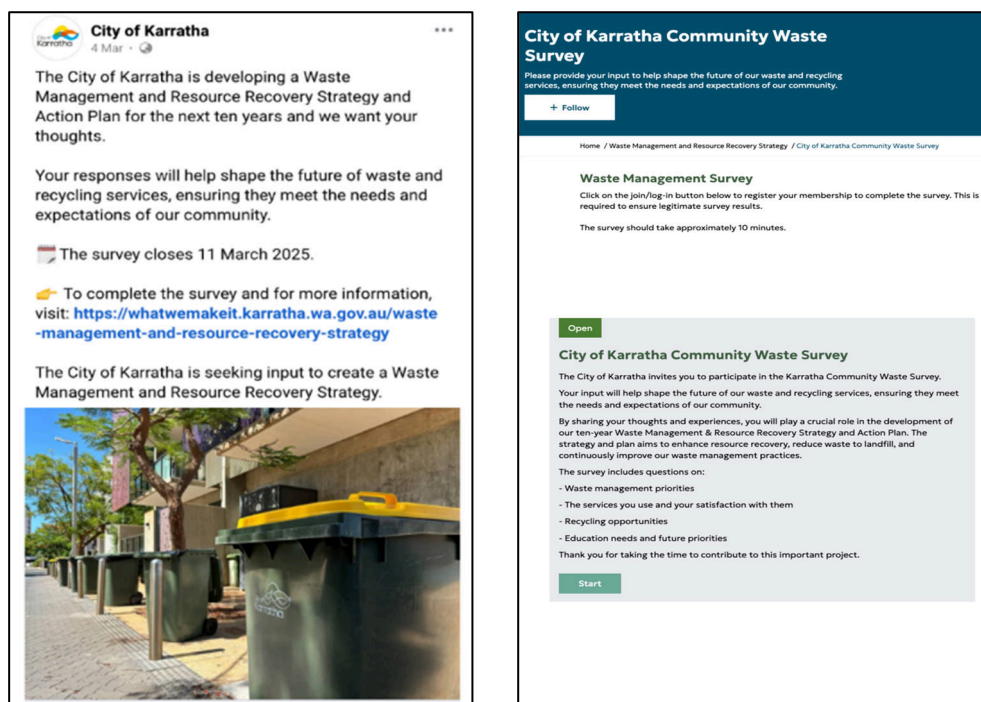 City of Karratha
4 Mar
The City of Karratha is developing a Waste
Management and Resource Recovery Strategy and
Action Plan for the next ten years and we want your
thoughts.
Your responses will help shape the future of waste and
recycling services, ensuring they meet the needs and
expectations of our community.
The survey closes 11 March 2025.
To complete the survey and for more information,
visit: https://whatwemakeit.karratha.wa.gov.au/waste
-management-and-resource-recovery-strategy
The City of Karratha is seeking input to create a Waste
Management and Resource Recovery Strategy.
Karratha
City of Karratha Community Waste
Survey
Please provide your input to help shape the future of our waste and recycling
services, ensuring they meet the needs and expectations of our community.
+ Follow
Home / Waste Management and Resource Recovery Strategy / City of Karratha Community Waste Survey
Waste Management Survey
Click on the join/log-in button below to register your membership to complete the survey. This is
required to ensure legitimate survey results.
The survey should take approximately 10 minutes.
Open
City of Karratha Community Waste Survey
The City of Karratha invites you to participate in the Karratha Community Waste Survey.
Your input will help shape the future of our waste and recycling services, ensuring they meet
the needs and expectations of our community.
By sharing your thoughts and experiences, you will play a crucial role in the development of
our ten-year Waste Management & Resource Recovery Strategy and Action Plan. The
strategy and plan aims to enhance resource recovery, reduce waste to landfill, and
continuously improve our waste management practices.
The survey includes questions on:
- Waste management priorities
- The services you use and your satisfaction with them
- Recycling opportunities
- Education needs and future priorities
Thank you for taking the time to contribute to this important project.
Start